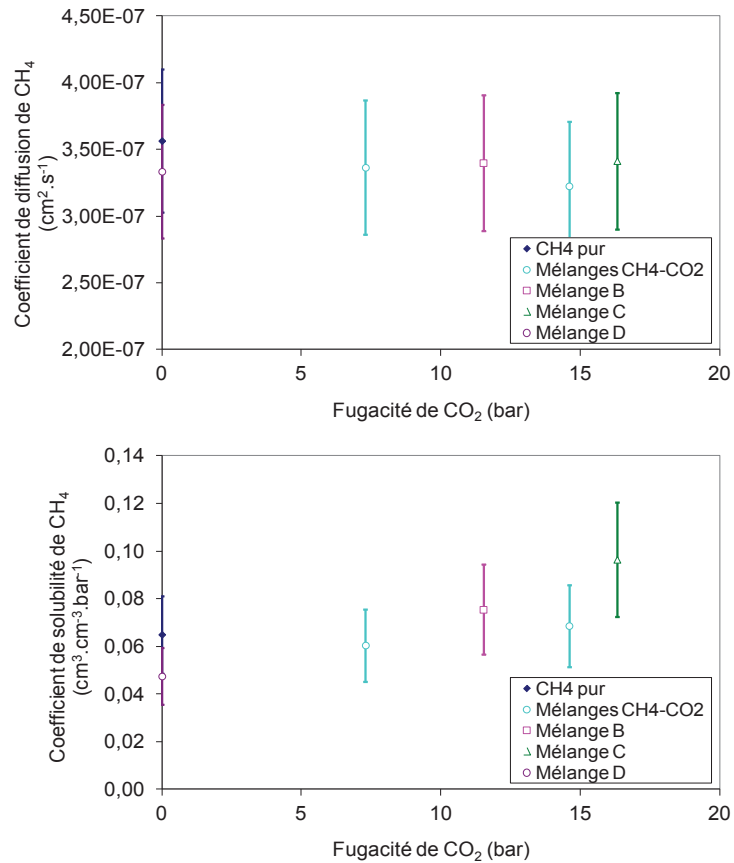 4,50E-07
4,00E-07
3,50E-07
3,00E-07
2,50E-07
2,00E-07
Coefficient de diffusion de CH₄
(cm².s⁻¹)
CH4 pur
Mélanges CH4-CO2
Mélange B
Mélange C
Mélange D
0 5 10 15 20
Fugacité de CO₂ (bar)
0,14
0,12
0,10
0,08
0,06
0,04
0,02
0,00
Coefficient de solubilité de CH₄
(cm³.cm⁻³.bar⁻¹)
CH4 pur
Mélanges CH4-CO2
Mélange B
Mélange C
Mélange D
0 5 10 15 20
Fugacité de CO₂ (bar)